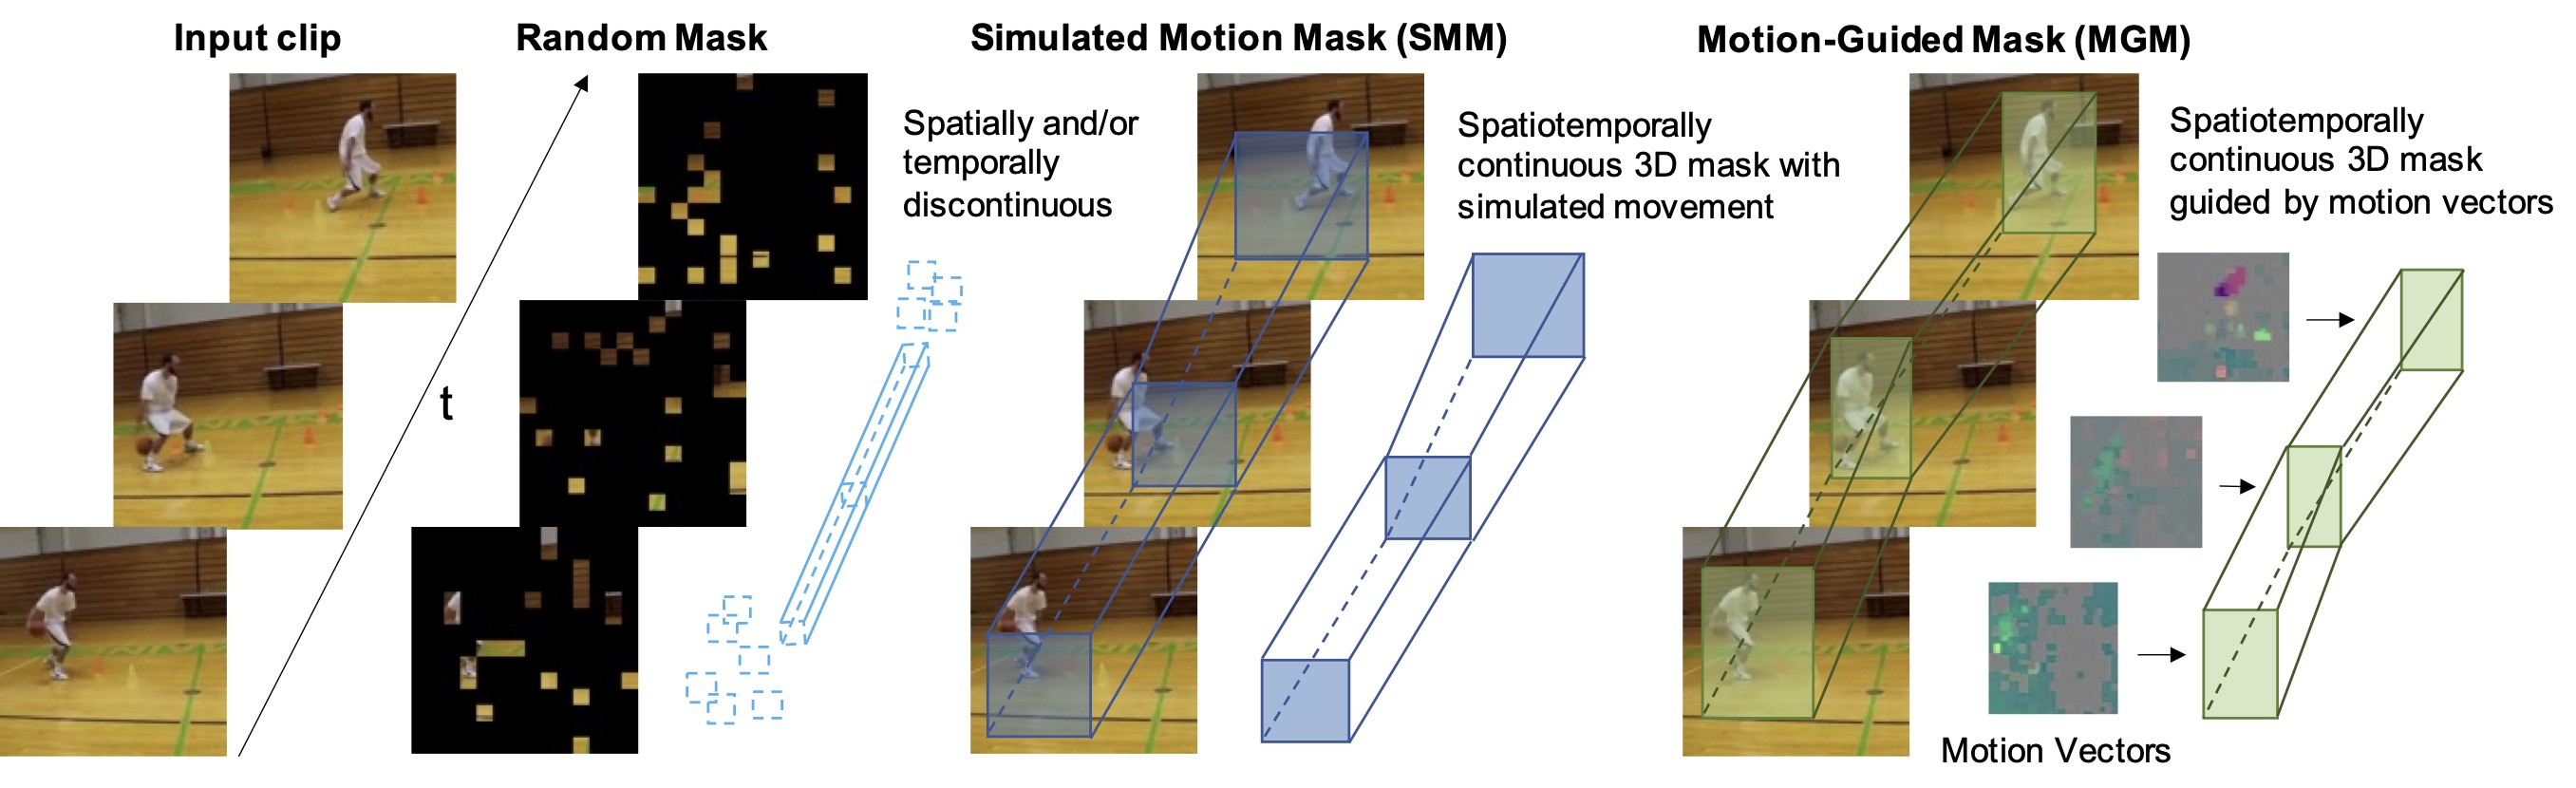 Input clip
Random Mask
Simulated Motion Mask (SMM)
Motion-Guided Mask (MGM)
t
Spatially and/or
temporally
discontinuous
Spatiotemporally
continuous 3D mask with
simulated movement
Spatiotemporally
continuous 3D mask
guided by motion vectors
Motion Vectors